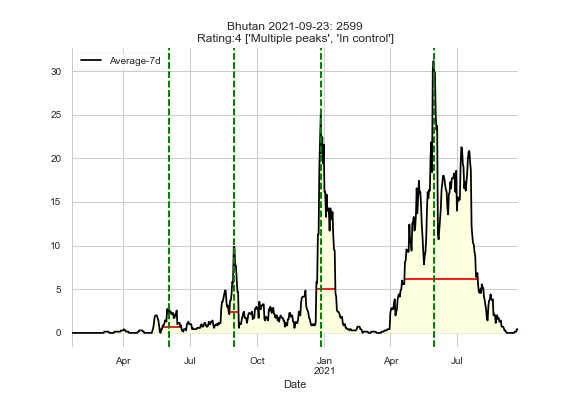 Bhutan 2021-09-23: 2599
Rating:4 ['Multiple peaks', 'In control']
Average-7d
30
25
20
15
10
5
0
Apr
Jul
Oct
Jan
2021
Apr
Jul
Date